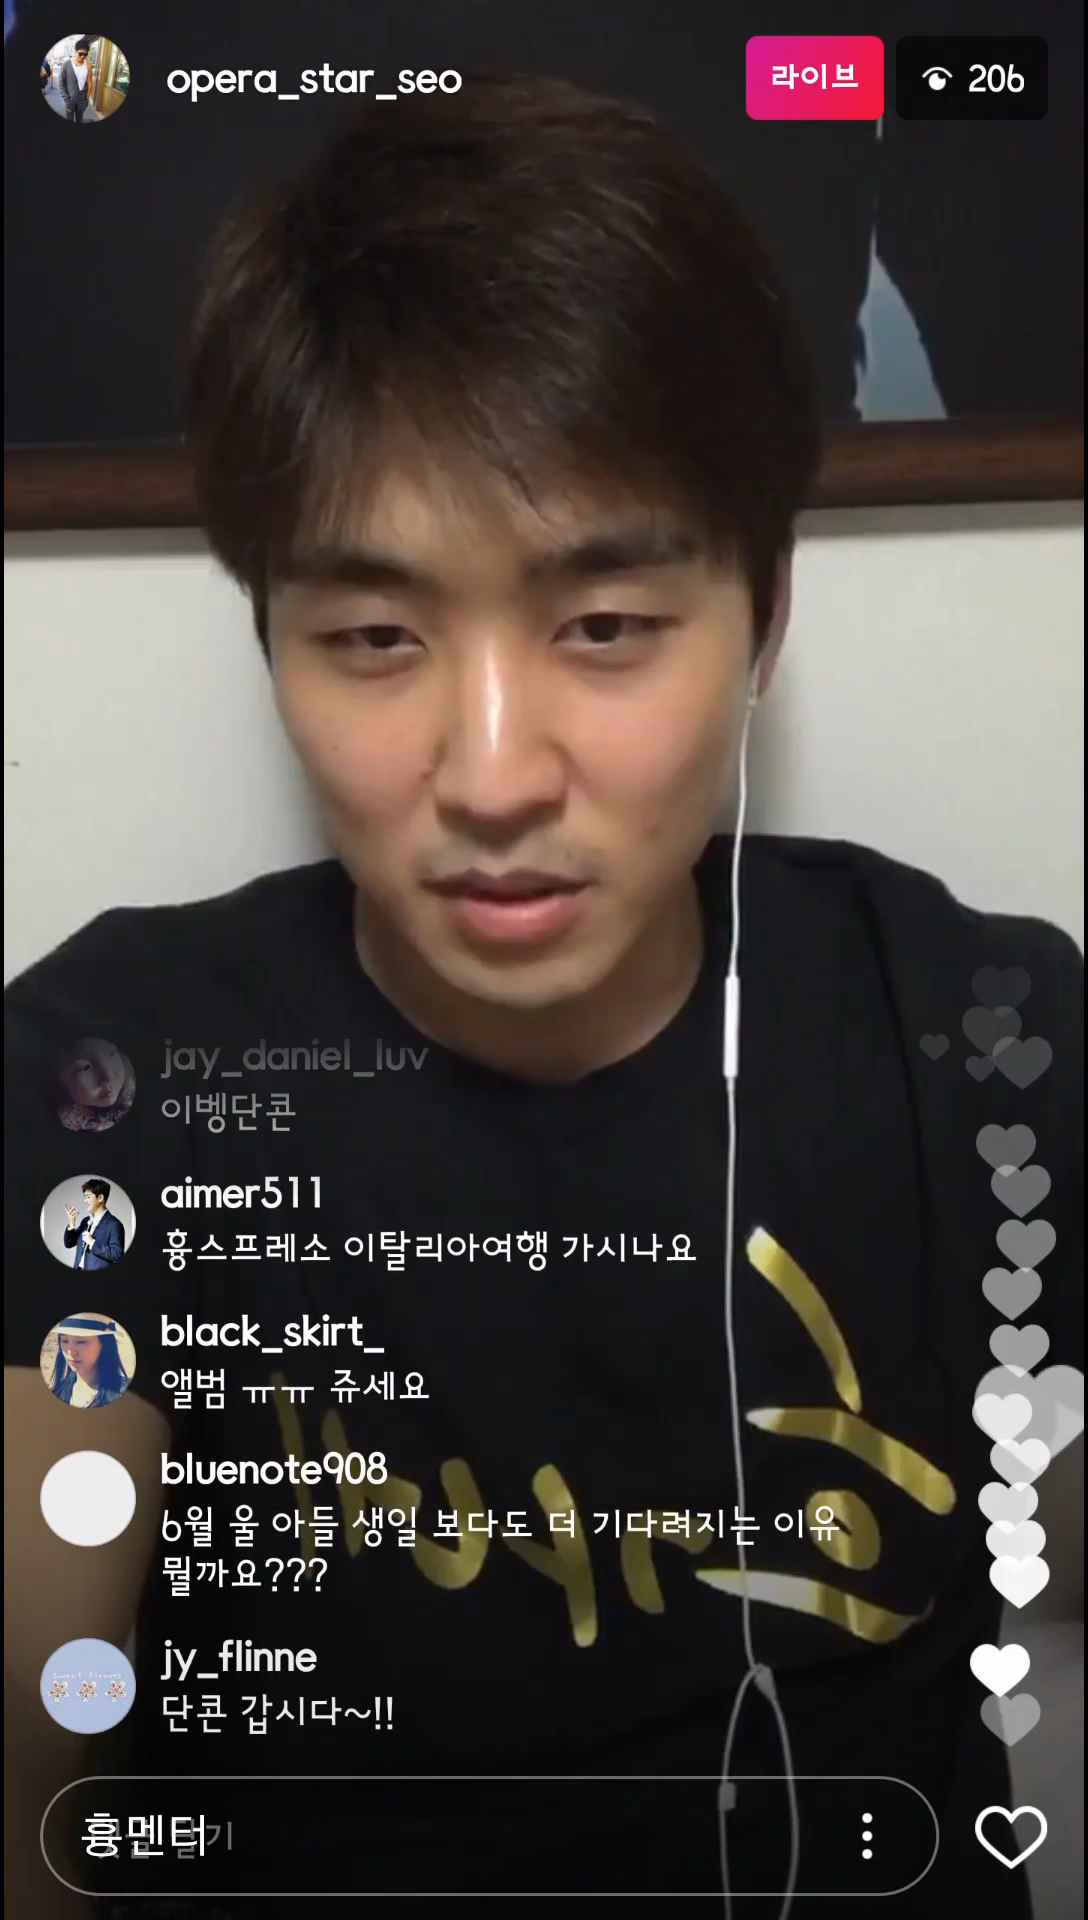 opera_star_seo
라이브
206
jay_daniel_luv
이벵단콘
aimer511
흉스프레소 이탈리아여행 가시나요
black_skirt_
앨범 ㅠㅠ 쥬세요
bluenote908
6월 울 아들 생일 보다도 더 기다려지는 이유
뭘까요???
jy_flinne
단콘 갑시다~!!
흉멘터